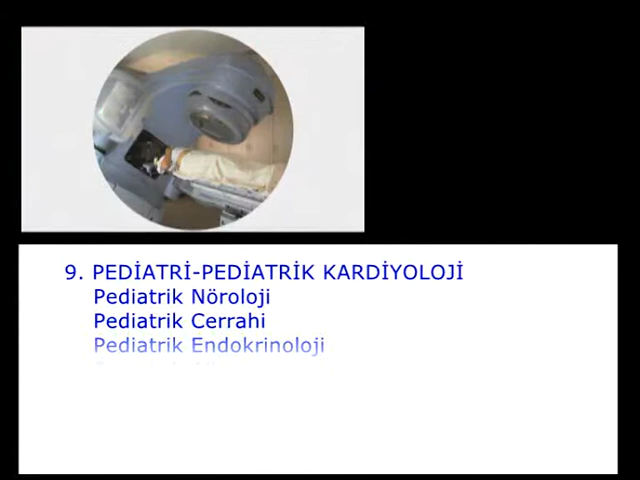 9. PEDİATRİ-PEDİATRİK KARDİYOLOJİ
Pediatrik Nöroloji
Pediatrik Cerrahi
Pediatrik Endokrinoloji